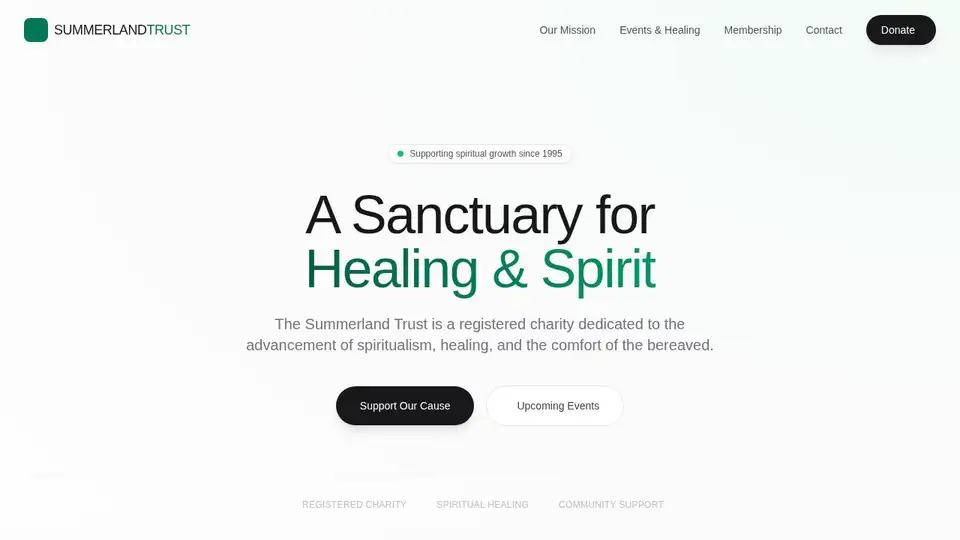 SUMMERLANDTRUST
Our Mission
Events & Healing
Membership
Contact
Donate
Supporting spiritual growth since 1995
A Sanctuary for
Healing & Spirit
The Summerland Trust is a registered charity dedicated to the
advancement of spiritualism, healing, and the comfort of the bereaved.
Support Our Cause
Upcoming Events
REGISTERED CHARITY
SPIRITUAL HEALING
COMMUNITY SUPPORT